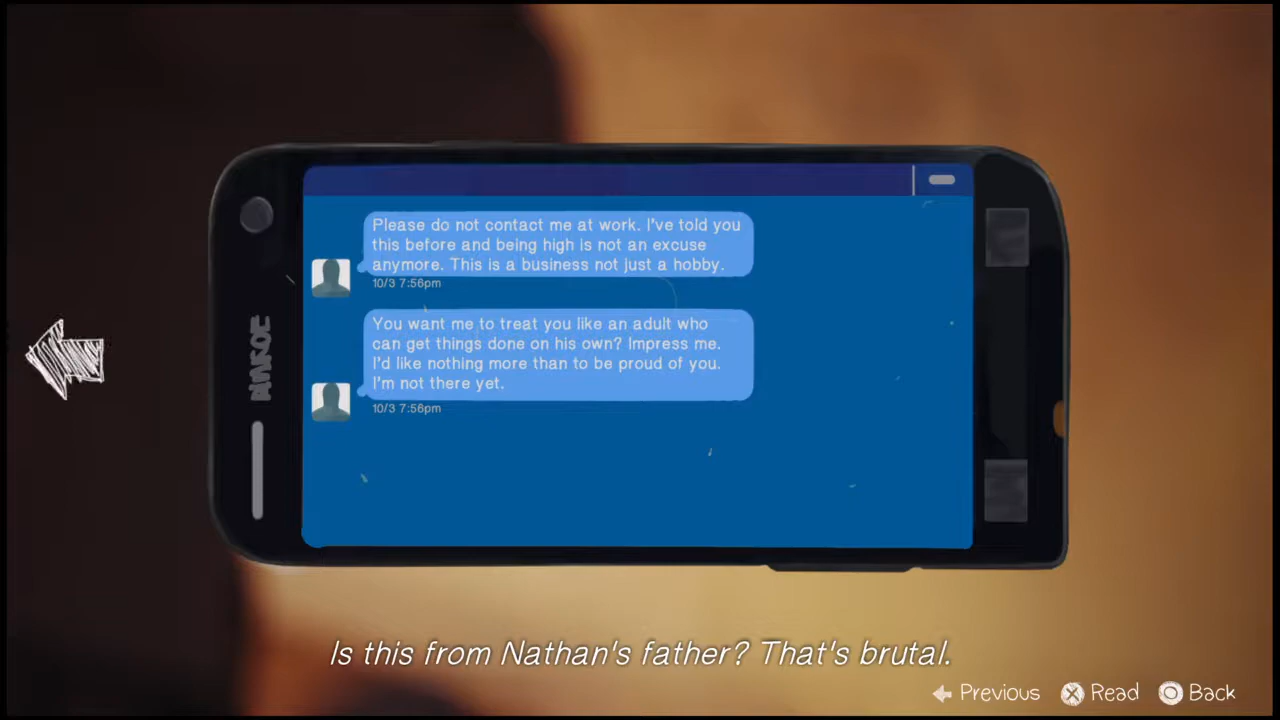 Please do not contact me at work. I've told you
this before and being high is not an excuse
anymore. This is a business not just a hobby.
10/3 7:56pm
You want me to treat you like an adult who
can get things done on his own? Impress me.
I'd like nothing more than to be proud of you.
I'm not there yet.
10/3 7:56pm
Is this from Nathan's father? That's brutal.
Previous Read Back